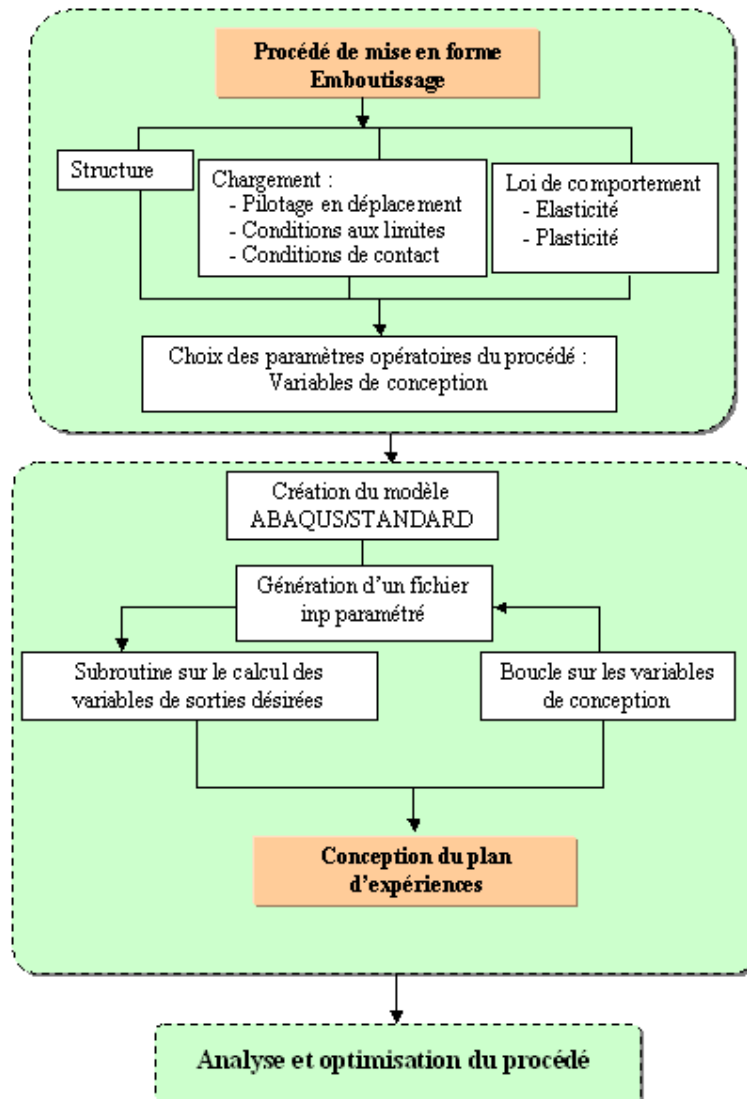 Procédé de mise en forme
Emboutissage
Structure
Chargement :
- Pilotage en déplacement
- Conditions aux limites
- Conditions de contact
Loi de comportement
- Elasticité
- Plasticité
Choix des paramètres opératoires du procédé :
Variables de conception
Création du modèle
ABAQUS/STANDARD
Génération d’un fichier
inp paramétré
Subroutine sur le calcul des
variables de sorties désirées
Boucle sur les variables
de conception
Conception du plan
d’expériences
Analyse et optimisation du procédé